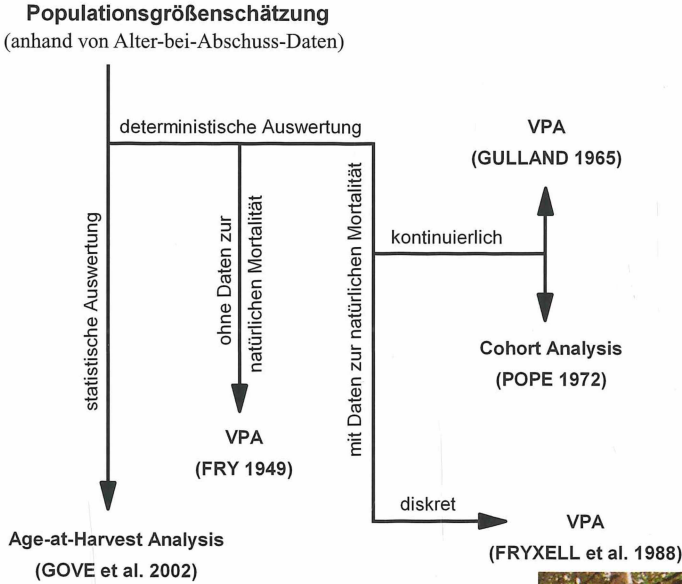 Populationsgrößenschätzung
(anhand von Alter-bei-Abschuss-Daten)
deterministische Auswertung
VPA
(GULLAND 1965)
statistische Auswertung
ohne Daten zur
natürlichen Mortalität
mit Daten zur natürlichen Mortalität
kontinuierlich
Cohort Analysis
(POPE 1972)
VPA
(FRY 1949)
diskret
VPA
(FRYXELL et al. 1988)
Age-at-Harvest Analysis
(GOVE et al. 2002)